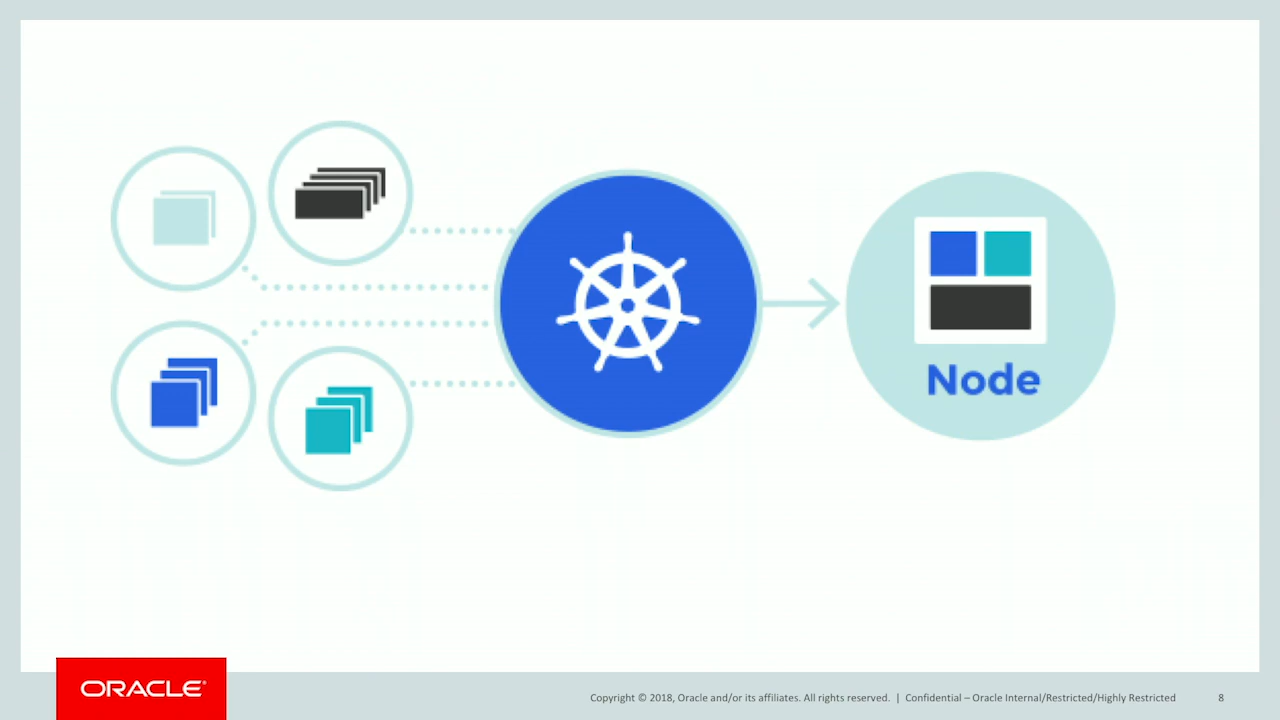 Node
ORACLE®
Copyright © 2018, Oracle and/or its affiliates. All rights reserved. | Confidential – Oracle Internal/Restricted/Highly Restricted 8